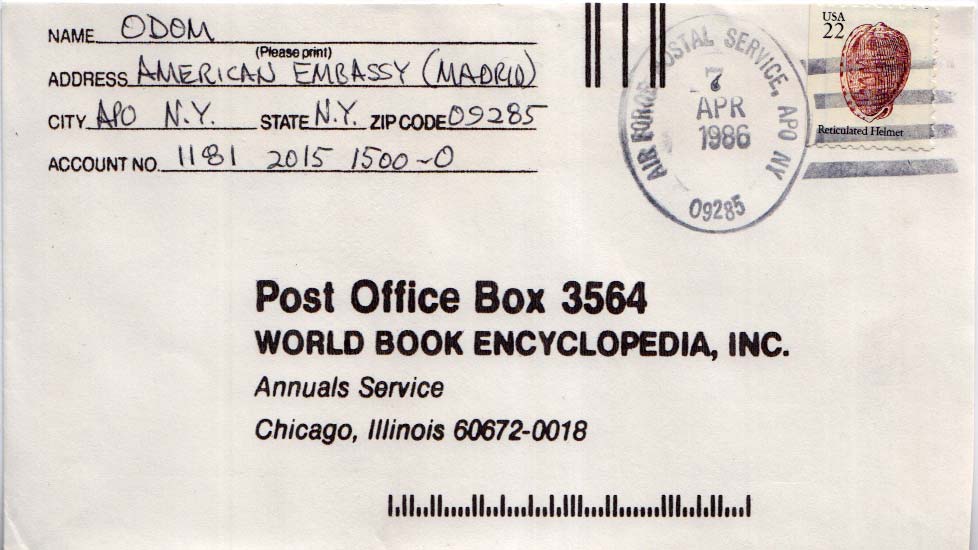 NAME ODOM
(Please print)
ADDRESS AMERICAN EMBASSY (MADRID)
CITY APO N.Y. STATE N.Y. ZIP CODE 09285
ACCOUNT NO. 1181 2015 1500-0
AIR FORCE POSTAL SERVICE, APO NY
7
APR
1986
09285
USA
22
Reticulated Helmet
Post Office Box 3564
WORLD BOOK ENCYCLOPEDIA, INC.
Annuals Service
Chicago, Illinois 60672-0018